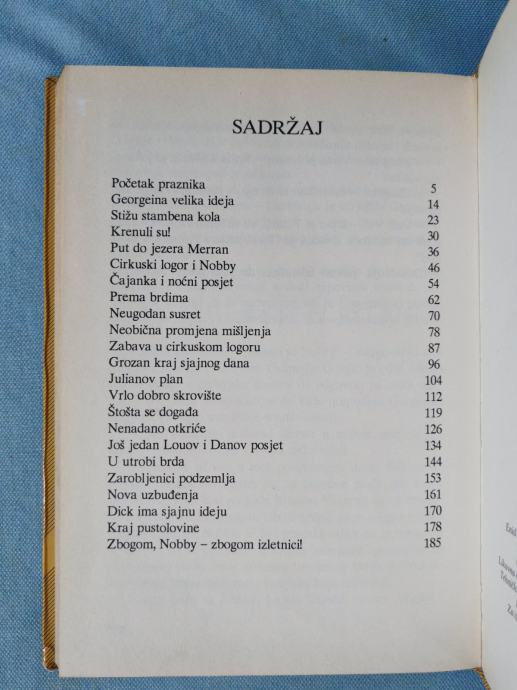 SADRŽAJ
Početak praznika 5
Georgeina velika ideja 14
Stižu stambena kola 23
Krenuli su! 30
Put do jezera Merran 36
Cirkuski logor i Nobby 46
Čajanka i noćni posjet 54
Prema brdima 62
Neugodan susret 70
Neobična promjena mišljenja 78
Zabava u cirkuskom logoru 87
Grozan kraj sjajnog dana 96
Julianov plan 104
Vrlo dobro skrovište 112
Štošta se događa 119
Nenadano otkriće 126
Još jedan Louov i Danov posjet 134
U utrobi brda 144
Zarobljenici podzemlja 153
Nova uzbuđenja 161
Dick ima sjajnu ideju 170
Kraj pustolovine 178
Zbogom, Nobby – zbogom izletnici! 185